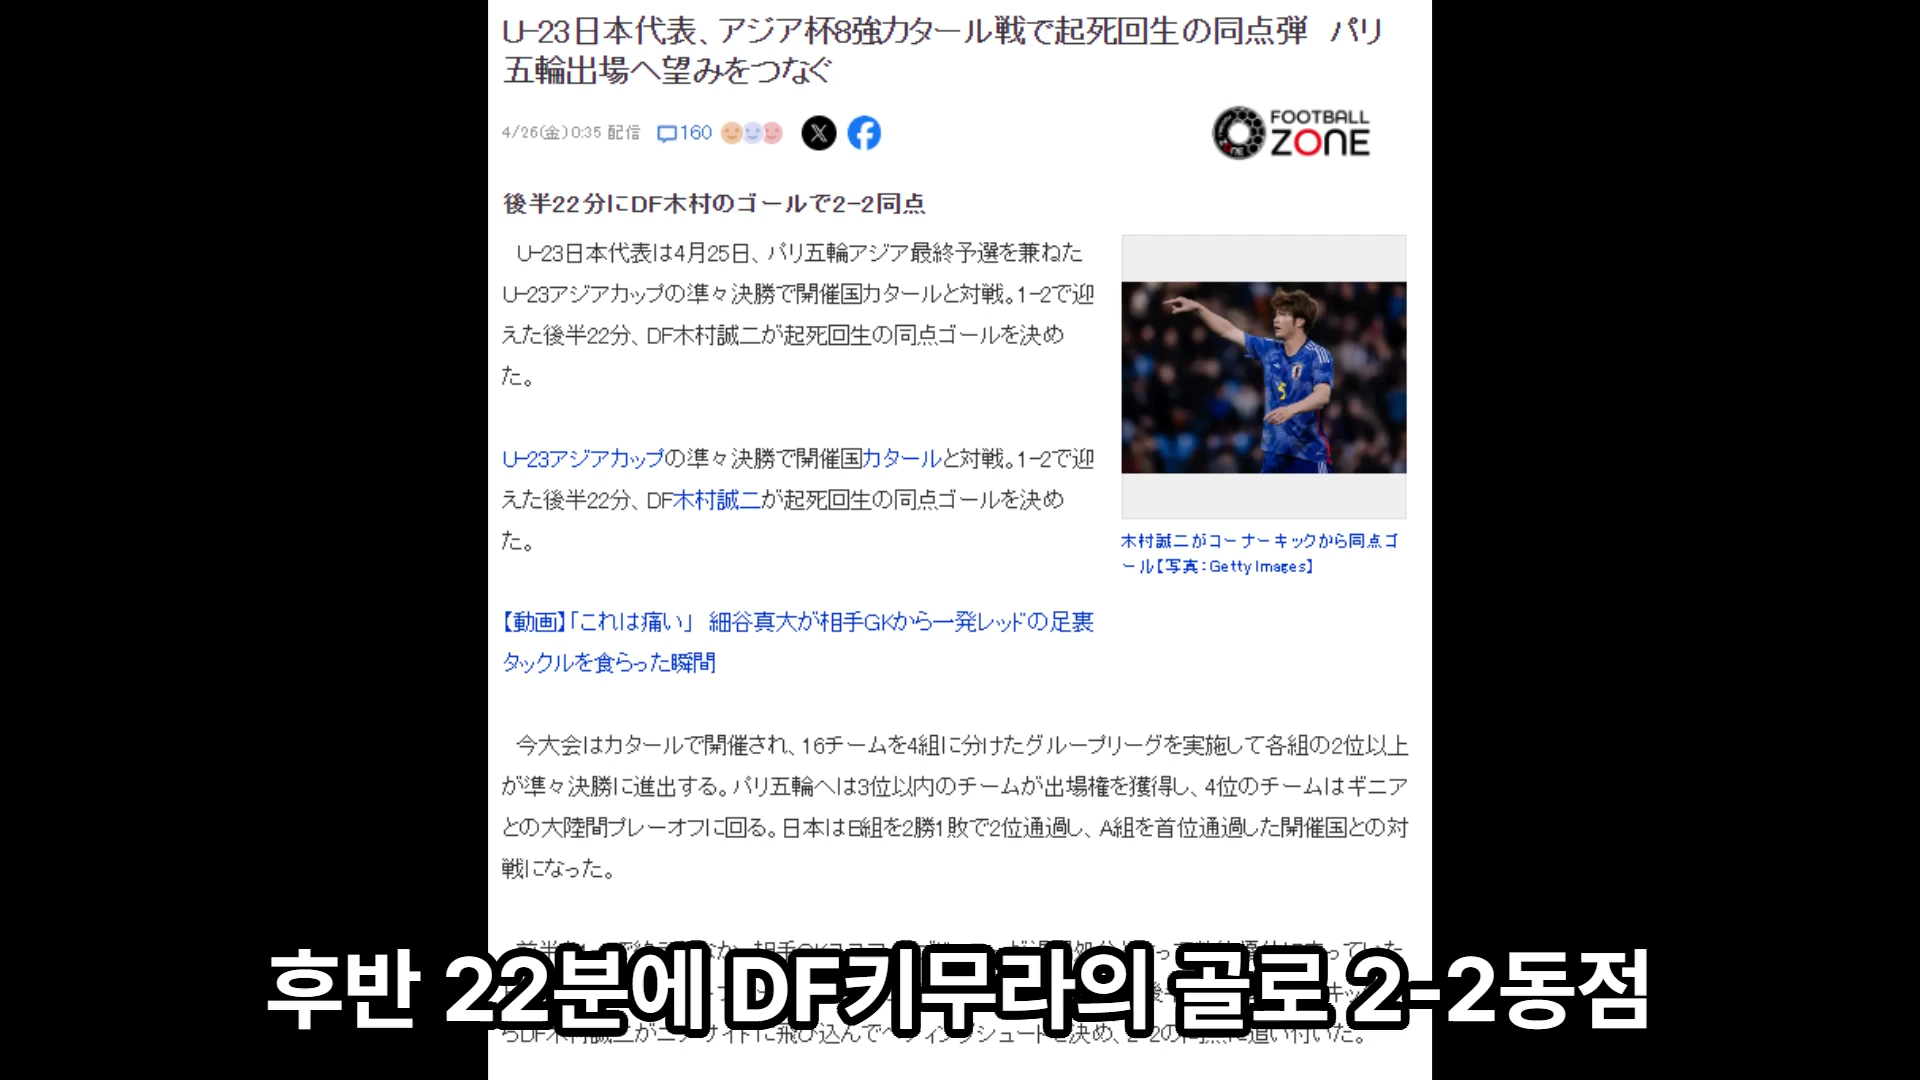 U-23日本代表、アジア杯8強カタール戦で起死回生の同点弾　パリ
五輪出場へ望みをつなぐ
4/26(金)0:35 配信
160
FOOTBALL
ZONE
後半22分にDF木村のゴールで2-2同点
U-23日本代表は4月25日、パリ五輪アジア最終予選を兼ねた
U-23アジアカップの準々決勝で開催国カタールと対戦。1-2で迎
えた後半22分、DF木村誠二が起死回生の同点ゴールを決め
た。
U-23アジアカップの準々決勝で開催国カタールと対戦。1-2で迎
えた後半22分、DF木村誠二が起死回生の同点ゴールを決め
た。
木村誠二がコーナーキックから同点ゴ
ール【写真:Getty Images】
【動画】「これは痛い」 細谷真大が相手GKから一発レッドの足裏
タックルを食らった瞬間
今大会はカタールで開催され、16チームを4組に分けたグループリーグを実施して各組の2位以上
が準々決勝に進出する。パリ五輪へは3位以内のチームが出場権を獲得し、4位のチームはギニア
との大陸間プレーオフに回る。日本はB組を2勝1敗で2位通過し、A組を首位通過した開催国との対
戦になった。
후반 22분에 DF키무라의 골로 2-2동점